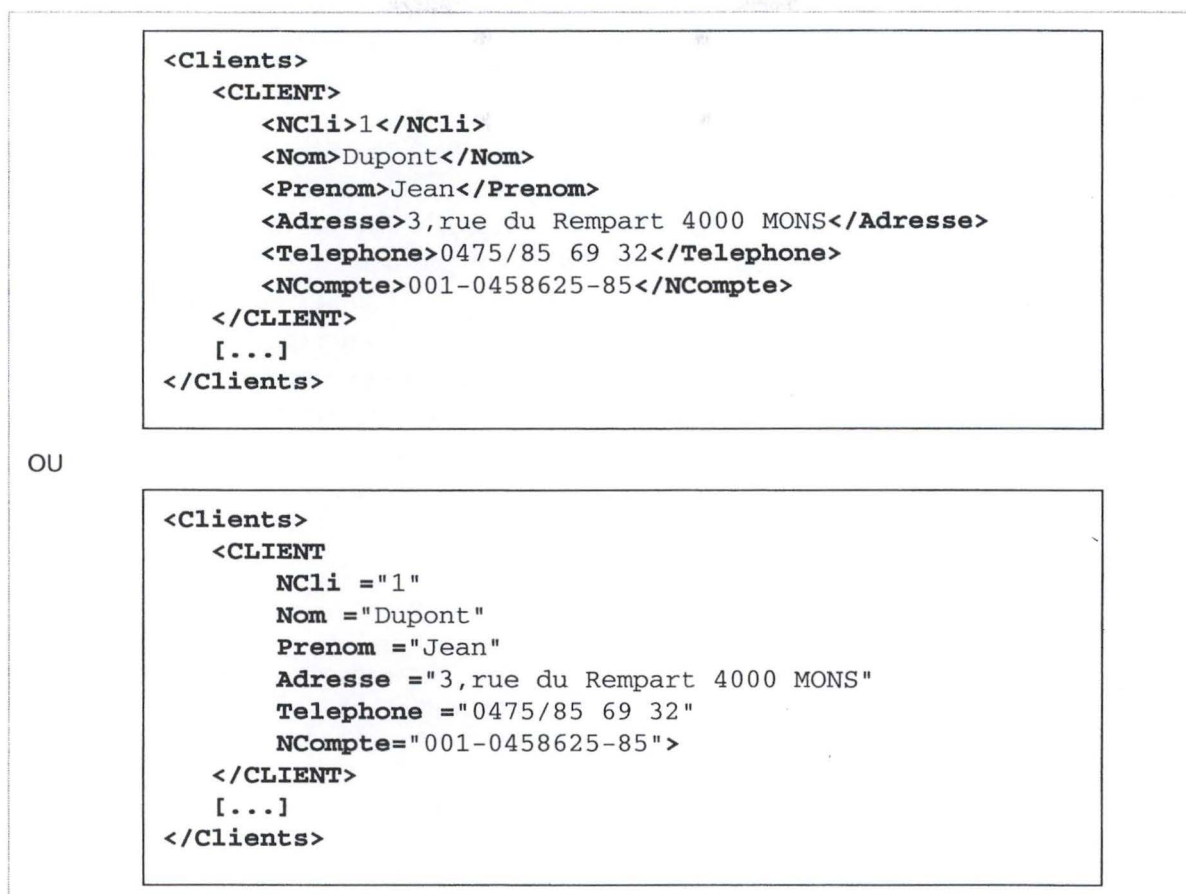 <Clients>
<CLIENT>
<NCli>1</NCli>
<Nom>Dupont</Nom>
<Prenom>Jean</Prenom>
<Adresse>3,rue du Rempart 4000 MONS</Adresse>
<Telephone>0475/85 69 32</Telephone>
<NCompte>001-0458625-85</NCompte>
</CLIENT>
[...]
</Clients>
OU
<Clients>
<CLIENT
NCli ="1"
Nom ="Dupont"
Prenom ="Jean"
Adresse ="3,rue du Rempart 4000 MONS"
Telephone ="0475/85 69 32"
NCompte="001-0458625-85">
</CLIENT>
[...]
</Clients>